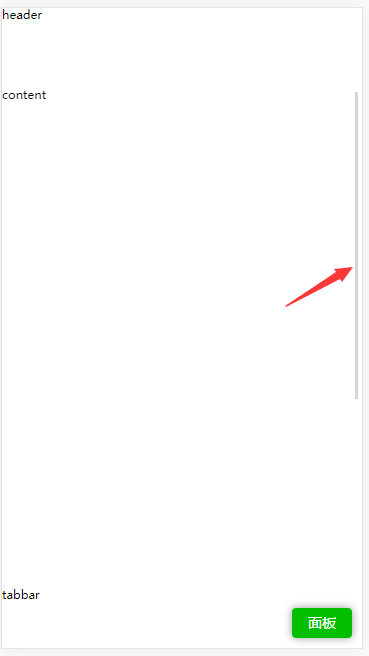 header
content
tabbar
面板